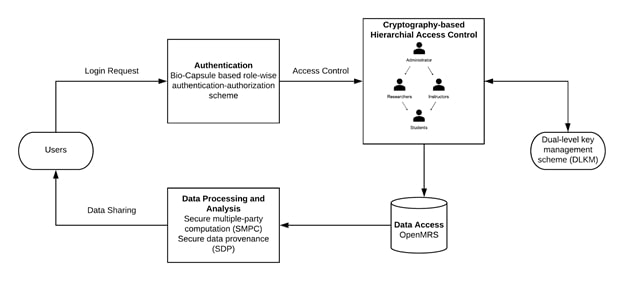 Cryptography-based
Hierarchial Access Control
Administrator
Researchers
Instructors
Students
Authentication
Bio-Capsule based role-wise
authentication-authorization
scheme
Login Request
Access Control
Users
Dual-level key
management
scheme (DLKM)
Data Processing and
Analysis
Secure multiple-party
computation (SMPC)
Secure data provenance
(SDP)
Data Sharing
Data Access
OpenMRS